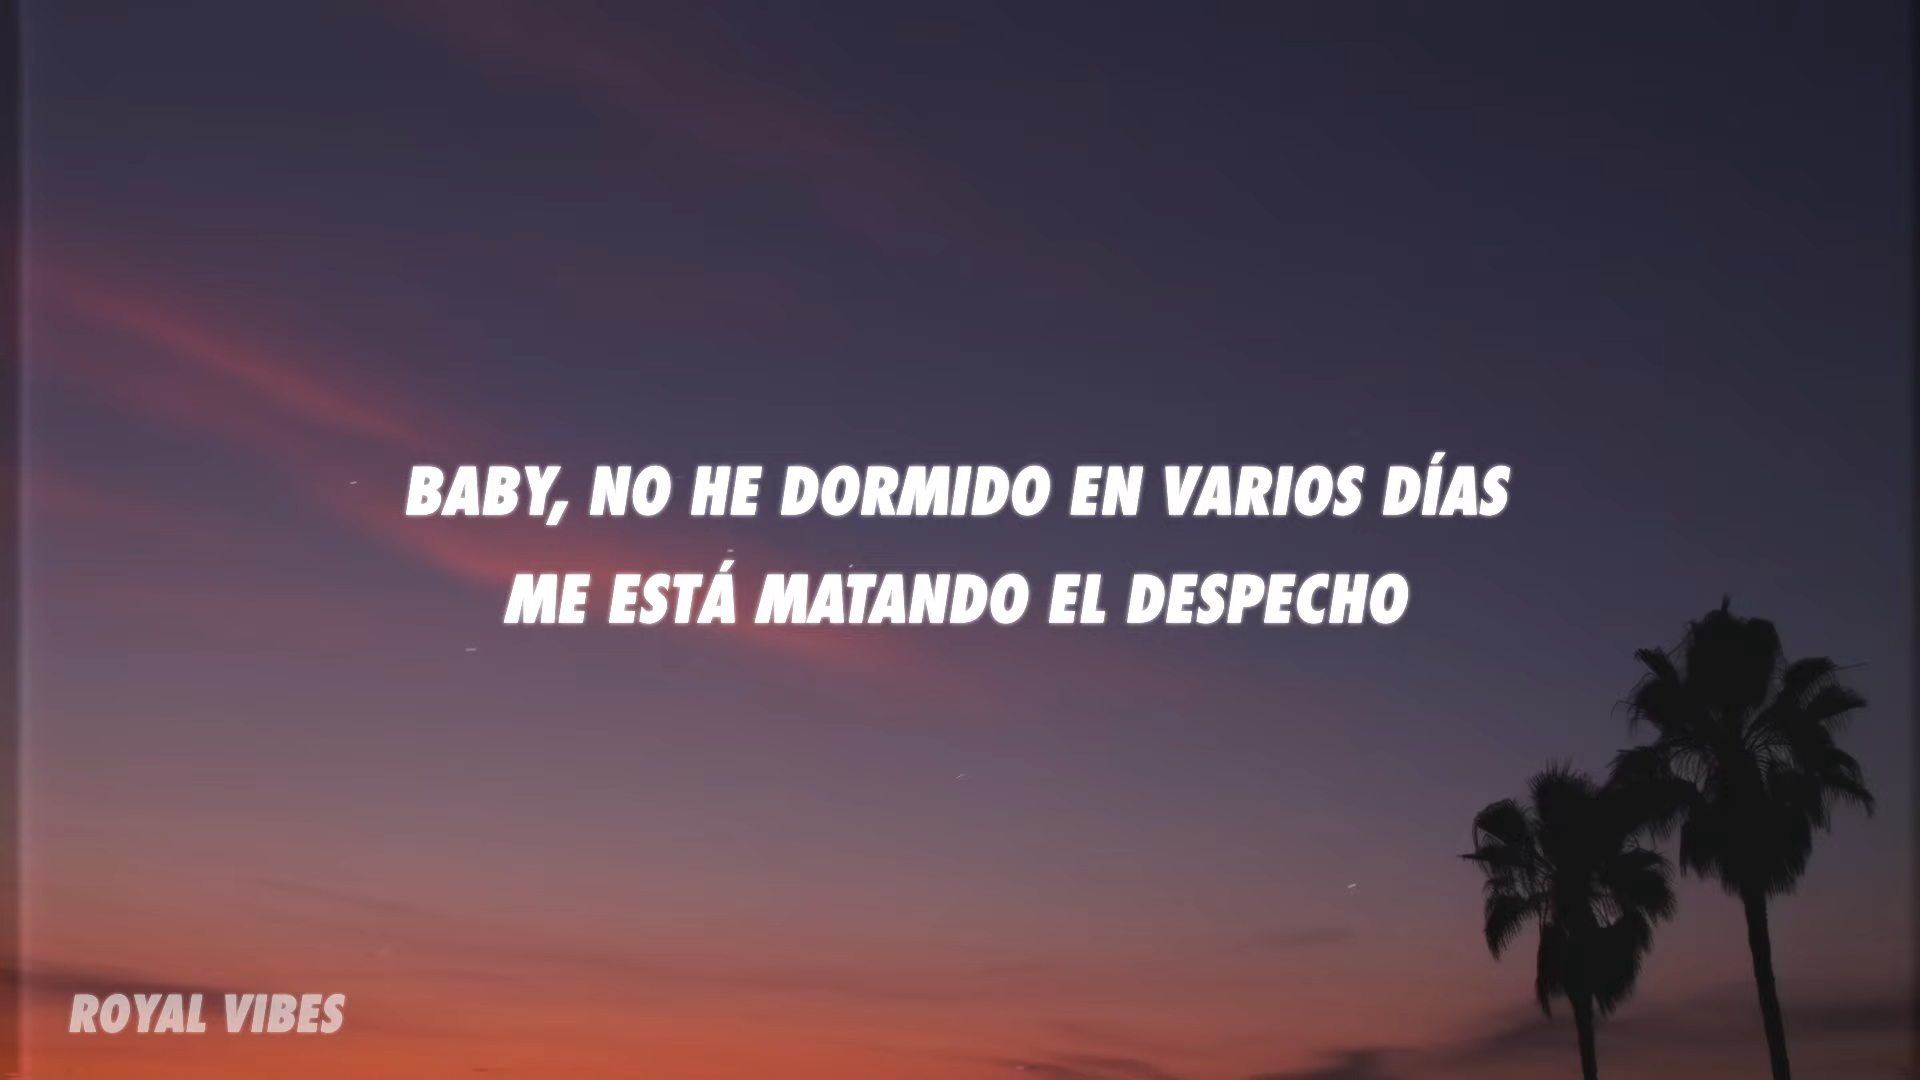 BABY, NO HE DORMIDO EN VARIOS DÍAS
ME ESTÁ MATANDO EL DESPECHO
ROYAL VIBES